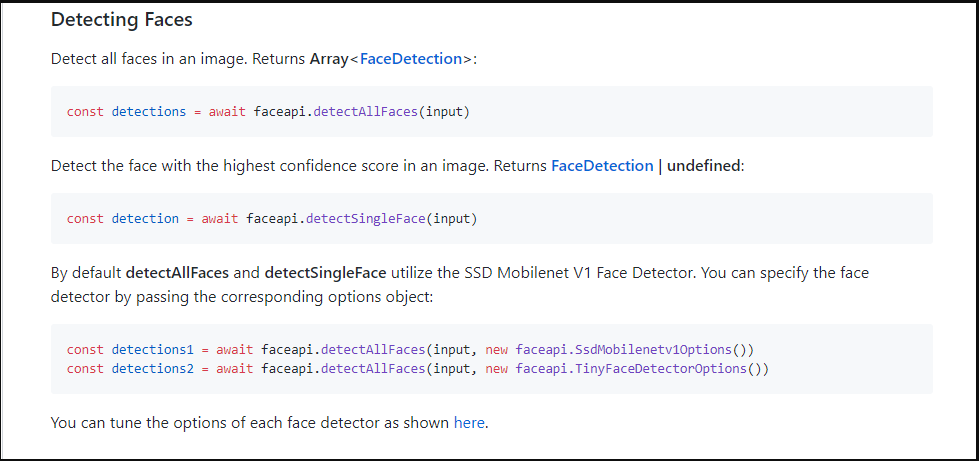 Detecting Faces
Detect all faces in an image. Returns Array<FaceDetection>:
const detections = await faceapi.detectAllFaces(input)
Detect the face with the highest confidence score in an image. Returns FaceDetection | undefined:
const detection = await faceapi.detectSingleFace(input)
By default detectAllFaces and detectSingleFace utilize the SSD Mobilenet V1 Face Detector. You can specify the face
detector by passing the corresponding options object:
const detections1 = await faceapi.detectAllFaces(input, new faceapi.SsdMobilenetv1Options())
const detections2 = await faceapi.detectAllFaces(input, new faceapi.TinyFaceDetectorOptions())
You can tune the options of each face detector as shown here.